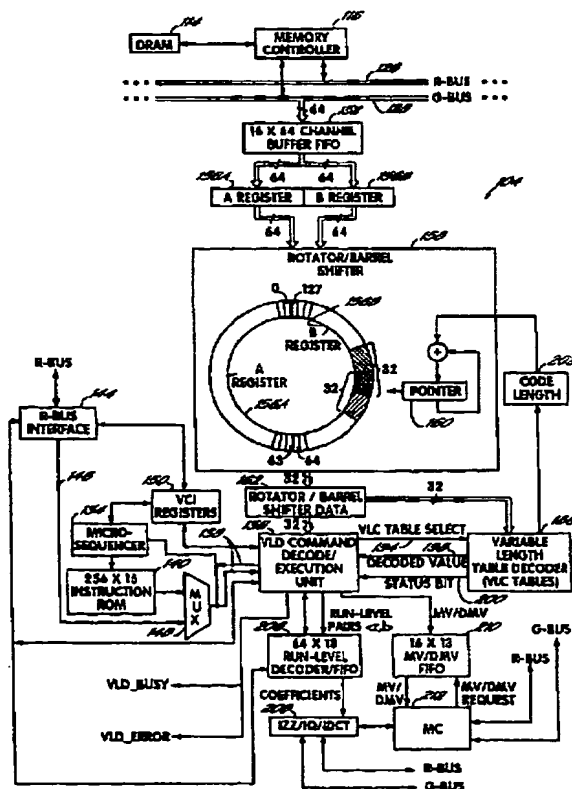 DRAM
MEMORY
CONTROLLER
R-BUS
G-BUS
64
16 X 64 CHANNEL
BUFFER FIFO
64
64
A REGISTER
B REGISTER
64
64
ROTATOR/BARREL
SHIFTER
0
127
B
REGISTER
A
REGISTER
32
32
+
POINTER
CODE
LENGTH
63
64
R-BUS
R-BUS
INTERFACE
VCI
REGISTERS
MICRO-
SEQUENCER
INSTRUCTION
ROM
MUX
32
ROTATOR / BARREL
SHIFTER DATA
32
32
VLD COMMAND
DECODE/
EXECUTION
UNIT
VLC TABLE SELECT
DECODED VALUE
STATUS BIT
VARIABLE
LENGTH
TABLE DECODER
(VLC TABLES)
RUN-LEVEL
PAIRS <a,b>
MV/DMV
RUN-LEVEL
DECODER/FIFO
16 X 13
MV/DMV
FIFO
G-BUS
R-BUS
VLD_BUSY
VLD_ERROR
COEFFICIENTS
MV/
DMV
MV/DMV
REQUEST
IZZ/IQ/IDCT
MC
R-BUS
G-BUS